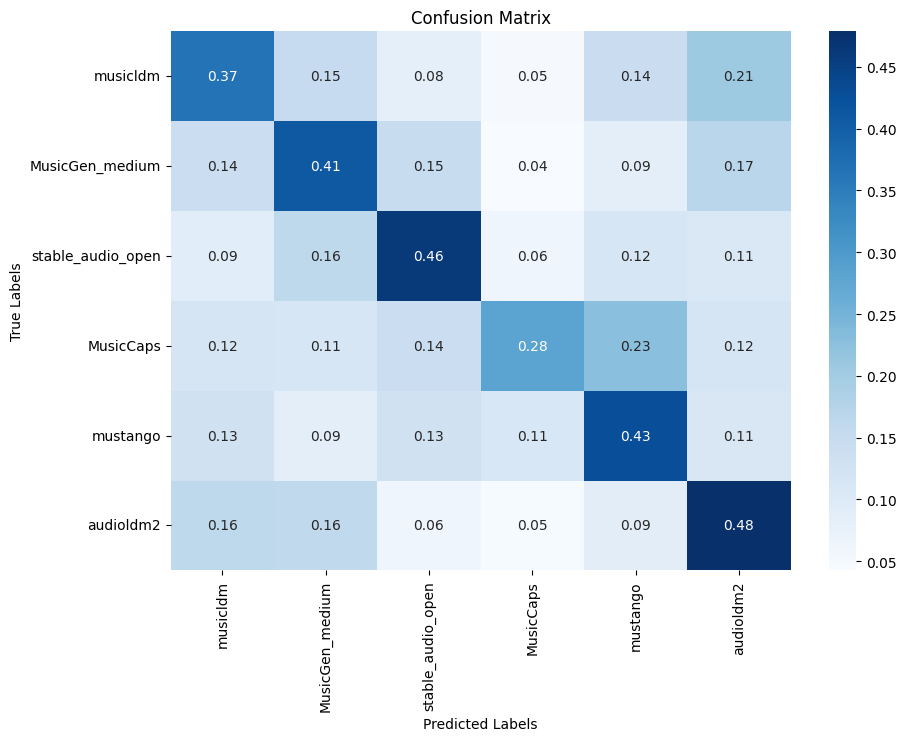 Confusion Matrix
True Labels
musicldm 0.37 0.15 0.08 0.05 0.14 0.21
MusicGen_medium 0.14 0.41 0.15 0.04 0.09 0.17
stable_audio_open 0.09 0.16 0.46 0.06 0.12 0.11
MusicCaps 0.12 0.11 0.14 0.28 0.23 0.12
mustango 0.13 0.09 0.13 0.11 0.43 0.11
audioldm2 0.16 0.16 0.06 0.05 0.09 0.48
musicldm
MusicGen_medium
stable_audio_open
MusicCaps
mustango
audioldm2
Predicted Labels
0.45
0.40
0.35
0.30
0.25
0.20
0.15
0.10
0.05